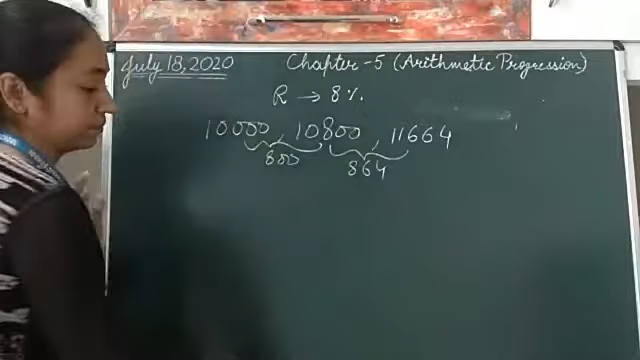 July 18, 2020
Chapter-5 (Arithmetic Progression)
R → 8 %.
10000, 10800, 11664
800 864